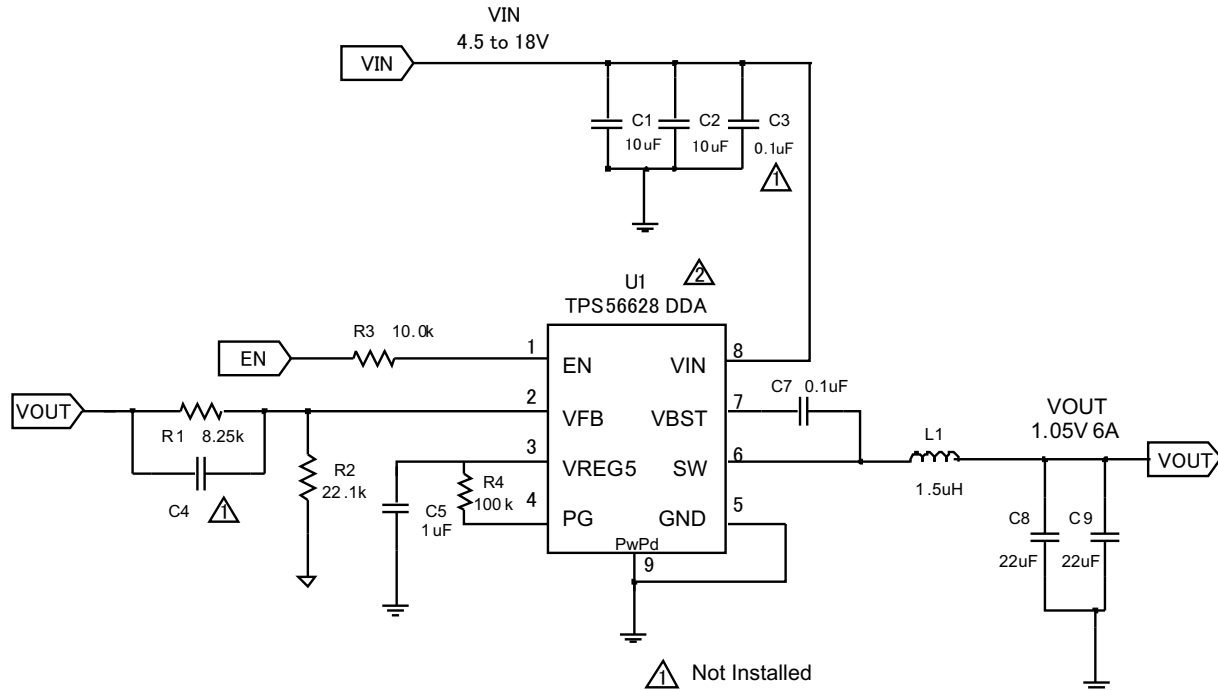 VIN
4.5 to 18V
VIN
C1
C2
C3
10uF
10uF
0.1uF
1
2
U1
TPS56628 DDA
R3 10.0k
EN
1
EN
VIN
8
C7 0.1uF
VOUT
2
VFB
VBST
7
VOUT
1.05V 6A
R1 8.25k
L1
VOUT
3
VREG5
SW
6
R2
22.1k
R4
100k
1.5uH
C4
1
C5
1uF
4
PG
GND
5
C8
C9
PwPd
9
22uF
22uF
1 Not Installed